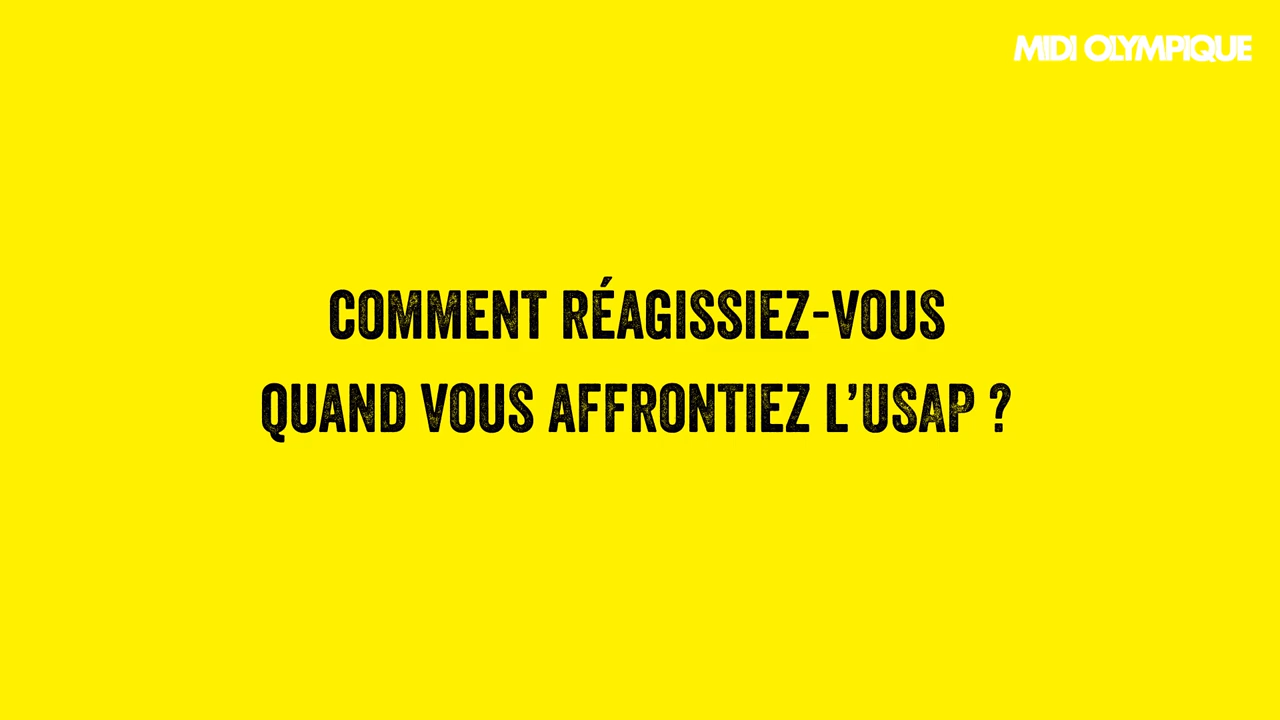 MIDI OLYMPIQUE
COMMENT RÉAGISSIEZ-VOUS
QUAND VOUS AFFRONTIEZ L’USAP ?